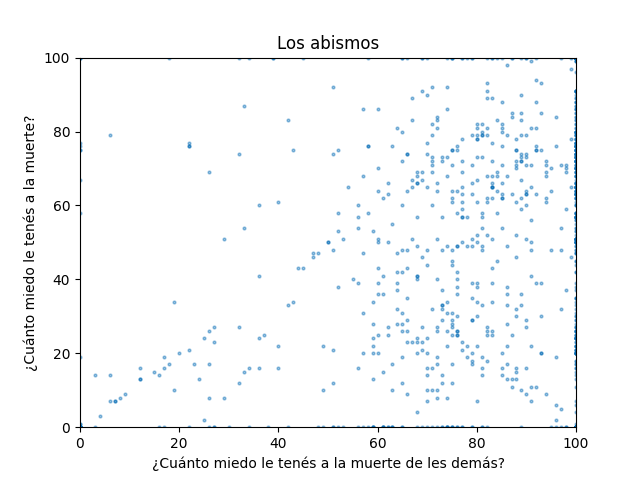 Los abismos
100
80
60
40
20
0
¿Cuánto miedo le tenés a la muerte?
0 20 40 60 80 100
¿Cuánto miedo le tenés a la muerte de les demás?